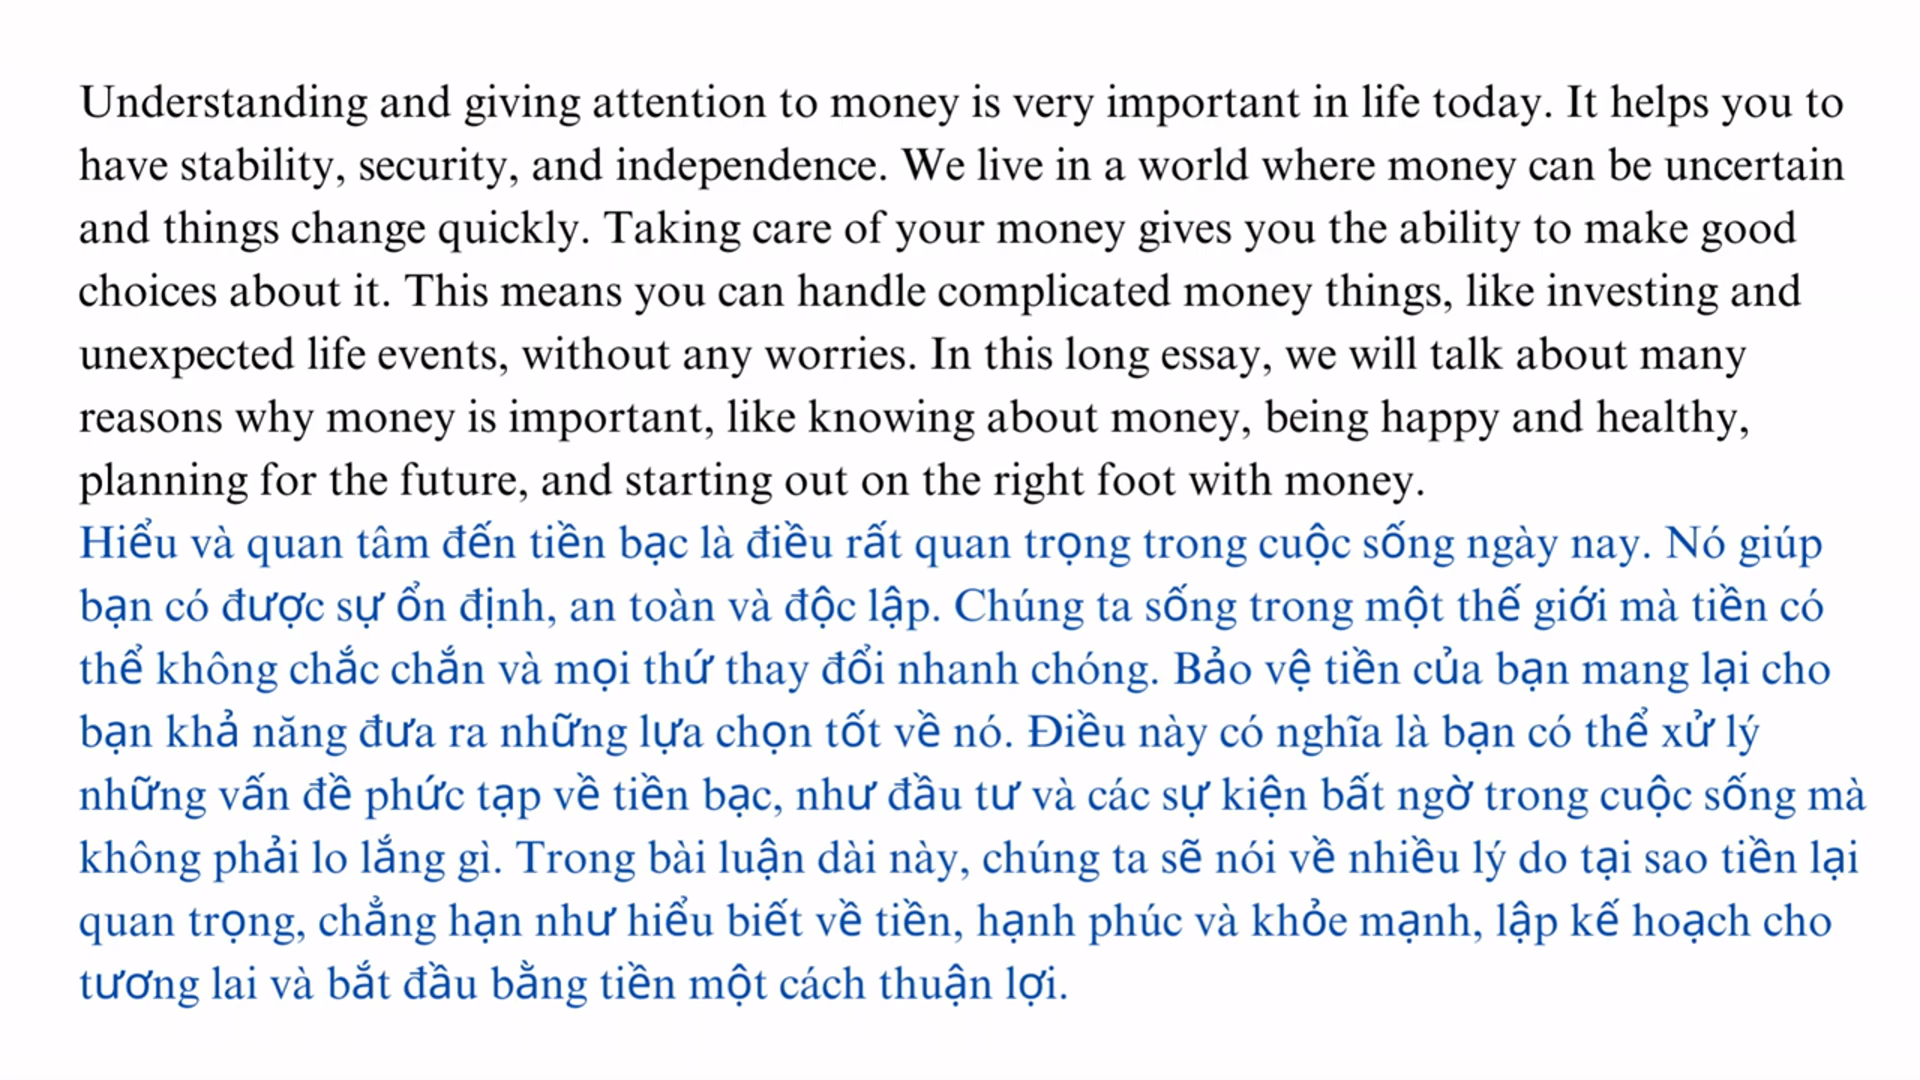 Understanding and giving attention to money is very important in life today. It helps you to
have stability, security, and independence. We live in a world where money can be uncertain
and things change quickly. Taking care of your money gives you the ability to make good
choices about it. This means you can handle complicated money things, like investing and
unexpected life events, without any worries. In this long essay, we will talk about many
reasons why money is important, like knowing about money, being happy and healthy,
planning for the future, and starting out on the right foot with money.
Hiểu và quan tâm đến tiền bạc là điều rất quan trọng trong cuộc sống ngày nay. Nó giúp
bạn có được sự ổn định, an toàn và độc lập. Chúng ta sống trong một thế giới mà tiền có
thể không chắc chắn và mọi thứ thay đổi nhanh chóng. Bảo vệ tiền của bạn mang lại cho
bạn khả năng đưa ra những lựa chọn tốt về nó. Điều này có nghĩa là bạn có thể xử lý
những vấn đề phức tạp về tiền bạc, như đầu tư và các sự kiện bất ngờ trong cuộc sống mà
không phải lo lắng gì. Trong bài luận dài này, chúng ta sẽ nói về nhiều lý do tại sao tiền lại
quan trọng, chẳng hạn như hiểu biết về tiền, hạnh phúc và khỏe mạnh, lập kế hoạch cho
tương lai và bắt đầu bằng tiền một cách thuận lợi.